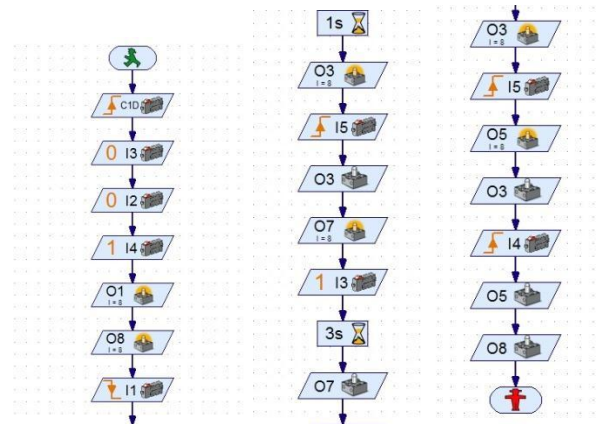 C1D
0 I3
0 I2
1 I4
O1
I = 8
O8
I = 8
I1
1s
O3
I = 8
I5
O3
O7
I = 8
1 I3
3s
O7
O3
I = 8
I5
O5
I = 8
O3
I4
O5
O8